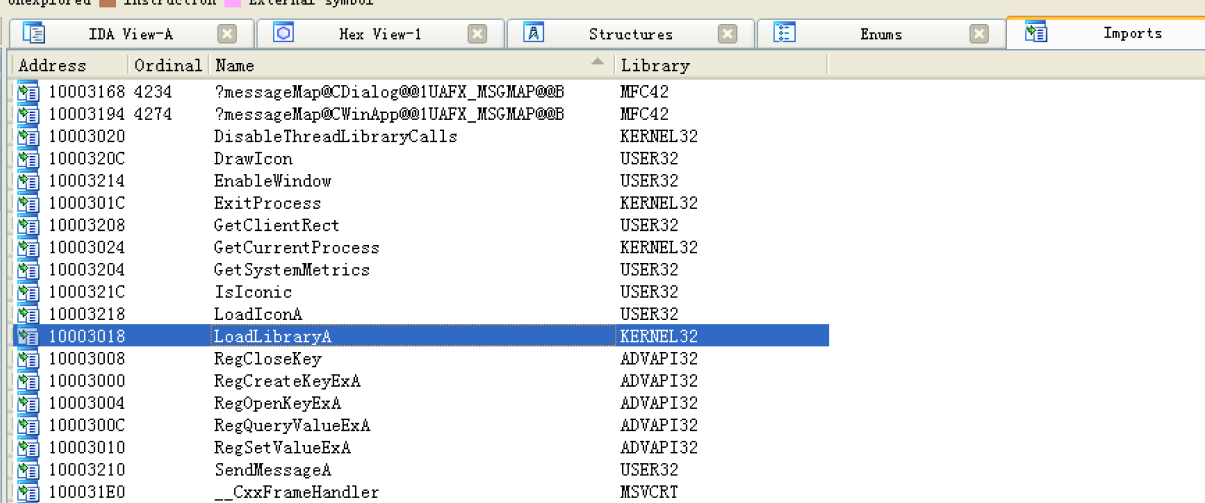 unexplored Instruction External symbol
IDA View-A Hex View-1 Structures Enums Imports
Address Ordinal Name Library
10003168 4234 ?messageMap@CDialog@@1UAFX_MSGMAP@@B MFC42
10003194 4274 ?messageMap@CWinApp@@1UAFX_MSGMAP@@B MFC42
10003020 DisableThreadLibraryCalls KERNEL32
1000320C DrawIcon USER32
10003214 EnableWindow USER32
1000301C ExitProcess KERNEL32
10003208 GetClientRect USER32
10003024 GetCurrentProcess KERNEL32
10003204 GetSystemMetrics USER32
1000321C IsIconic USER32
10003218 LoadIconA USER32
10003018 LoadLibraryA KERNEL32
10003008 RegCloseKey ADVAPI32
10003000 RegCreateKeyExA ADVAPI32
10003004 RegOpenKeyExA ADVAPI32
1000300C RegQueryValueExA ADVAPI32
10003010 RegSetValueExA ADVAPI32
10003210 SendMessageA USER32
100031E0 __CxxFrameHandler MSVCRT